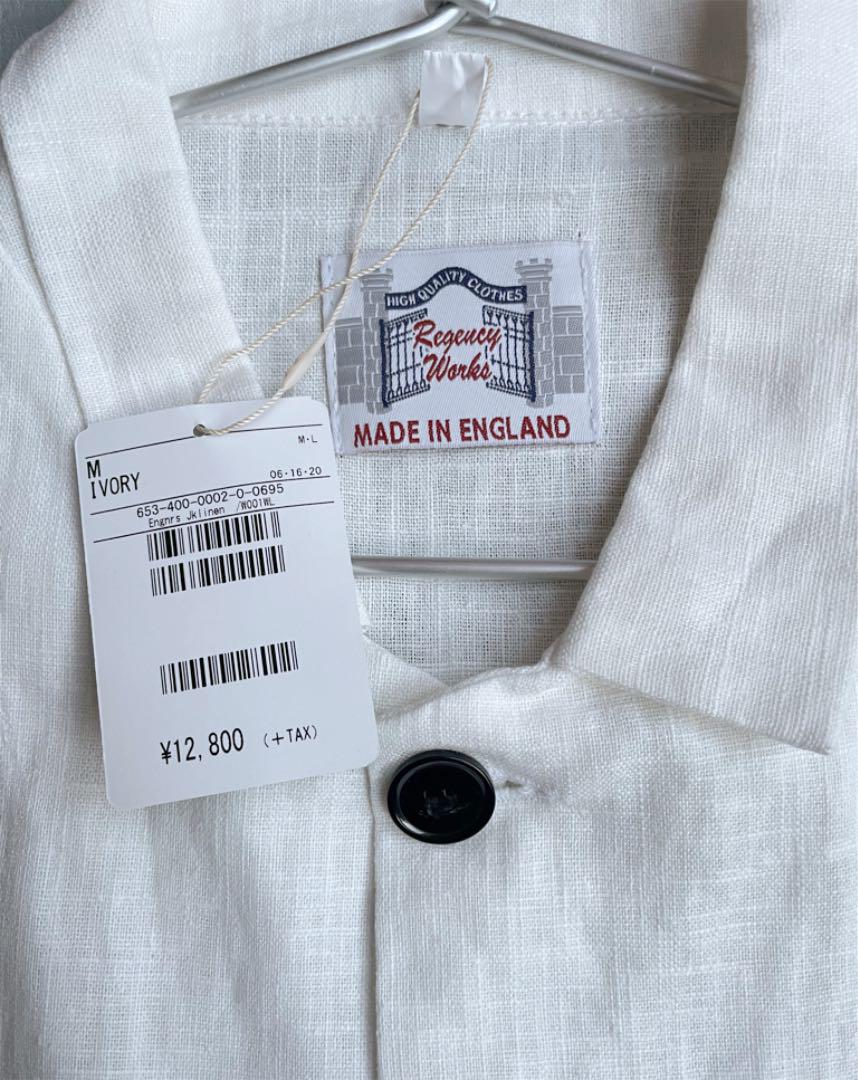 HIGH QUALITY CLOTHES
Regency
Works
MADE IN ENGLAND
M·L
M
IVORY
06·16·20
653-400-0002-0-0695
Engnrs Jklinen /W001WL
¥12,800 (+TAX)